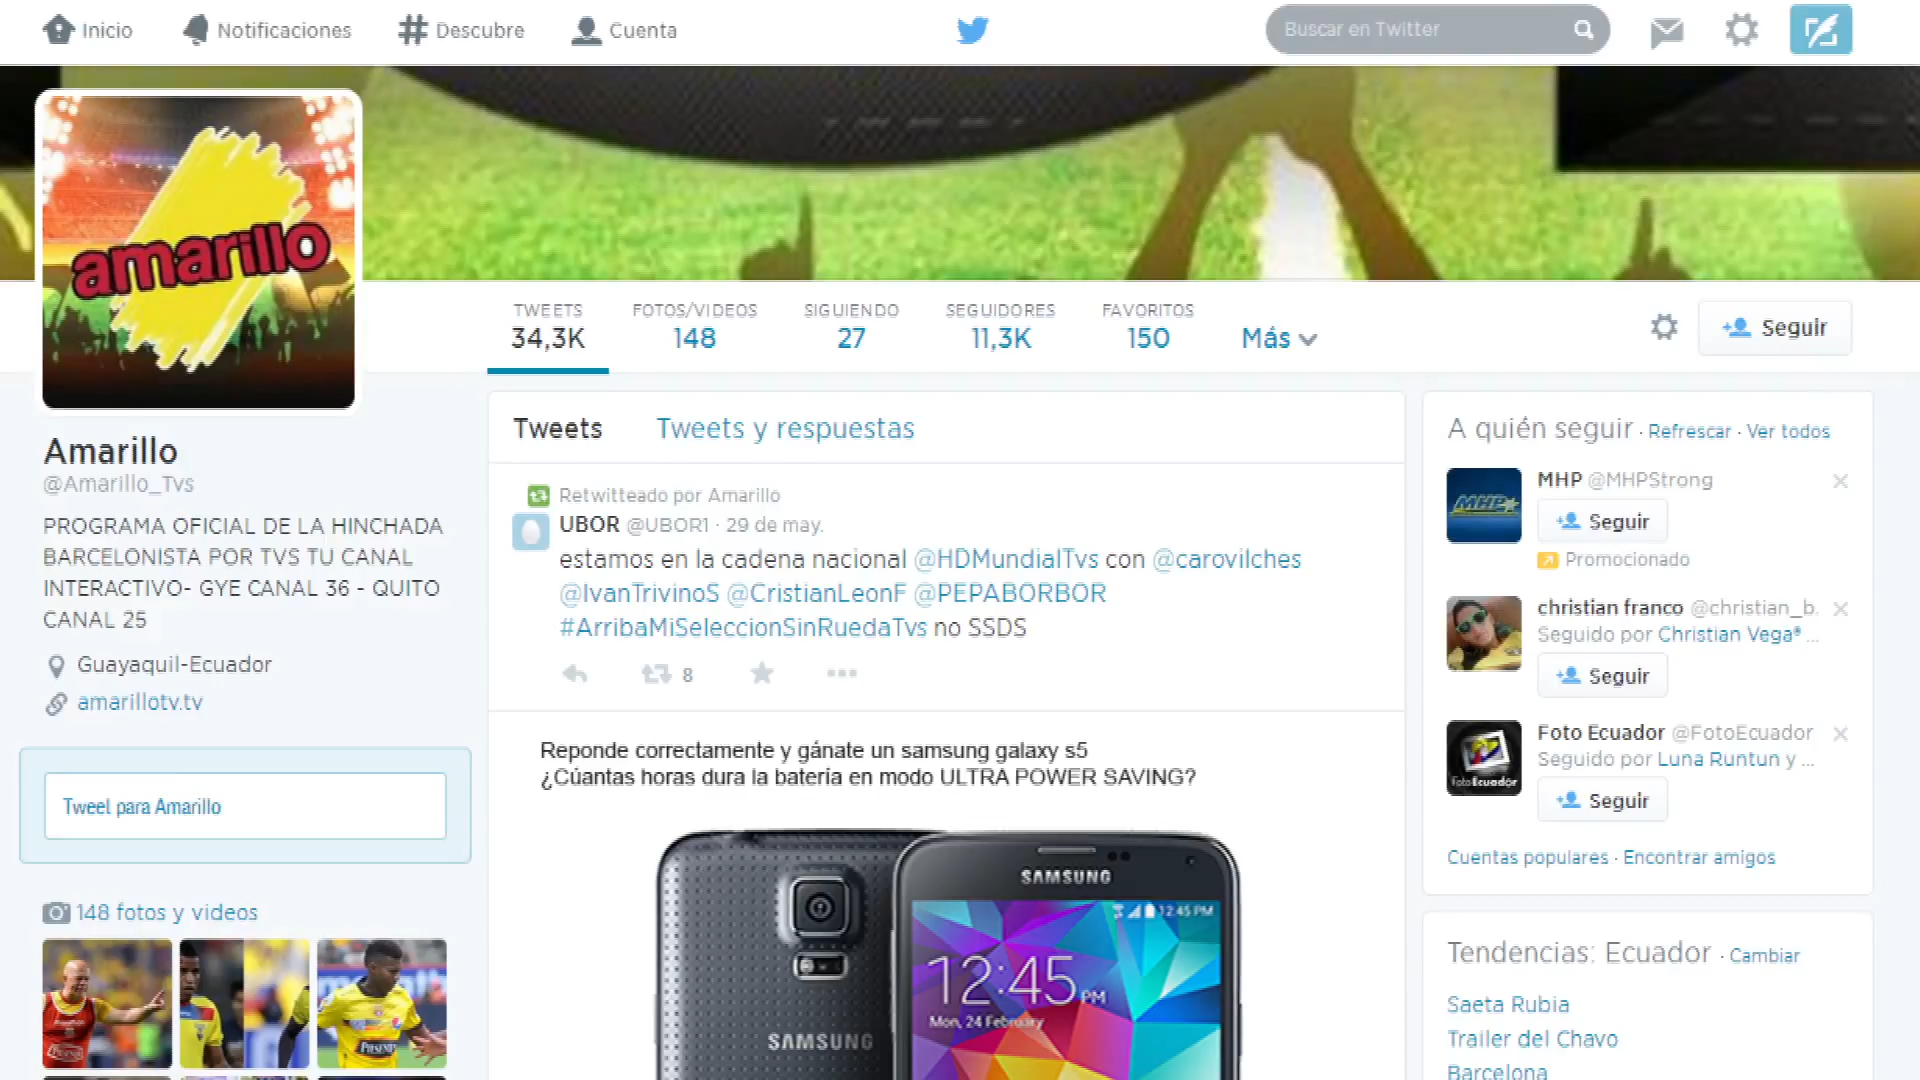 Inicio
Notificaciones
Descubre
Cuenta
Buscar en Twitter
amarillo
TWEETS
34,3K
FOTOS/VIDEOS
148
SIGUIENDO
27
SEGUIDORES
11,3K
FAVORITOS
150
Más
Seguir
Amarillo
@Amarillo_Tvs
PROGRAMA OFICIAL DE LA HINCHADA
BARCELONISTA POR TVS TU CANAL
INTERACTIVO- GYE CANAL 36 - QUITO
CANAL 25
Guayaquil-Ecuador
amarillotv.tv
Tweet para Amarillo
148 fotos y videos
PILSENER
Tweets
Tweets y respuestas
Retwitteado por Amarillo
UBOR @UBOR1 · 29 de may.
estamos en la cadena nacional @HDMundialTvs con @carovilches
@IvanTrivinoS @CristianLeonF @PEPABORBOR
#ArribaMiSeleccionSinRuedaTvs no SSDS
8
Reponde correctamente y gánate un samsung galaxy s5
¿Cúantas horas dura la batería en modo ULTRA POWER SAVING?
SAMSUNG
12:45 PM
12:45 PM
Mon, 24 February
SAMSUNG
A quién seguir · Refrescar · Ver todos
MHP
MHP @MHPStrong
Seguir
Promocionado
christian franco @christian_b.
Seguido por Christian Vega® ...
Seguir
Foto Ecuador @FotoEcuador
Seguido por Luna Runtun y ...
FotoEcuador
Seguir
Cuentas populares · Encontrar amigos
Tendencias: Ecuador · Cambiar
Saeta Rubia
Trailer del Chavo
Barcelona